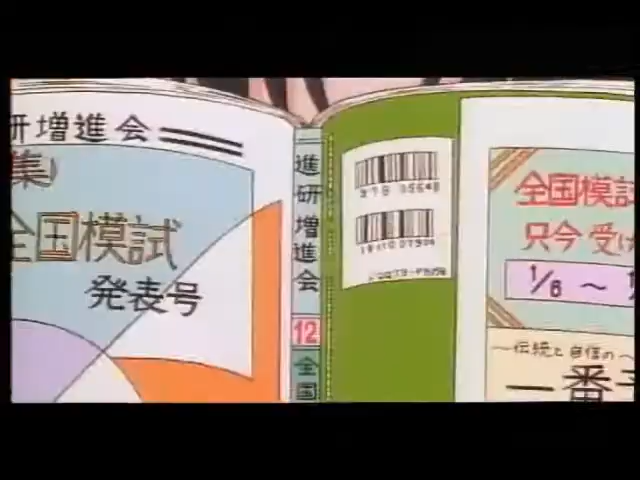 研増進会
集)
全国模試
発表号
進研増進会
12
全国
全国模試
只今受け
1/6 ~
~伝統と自信の~
一番